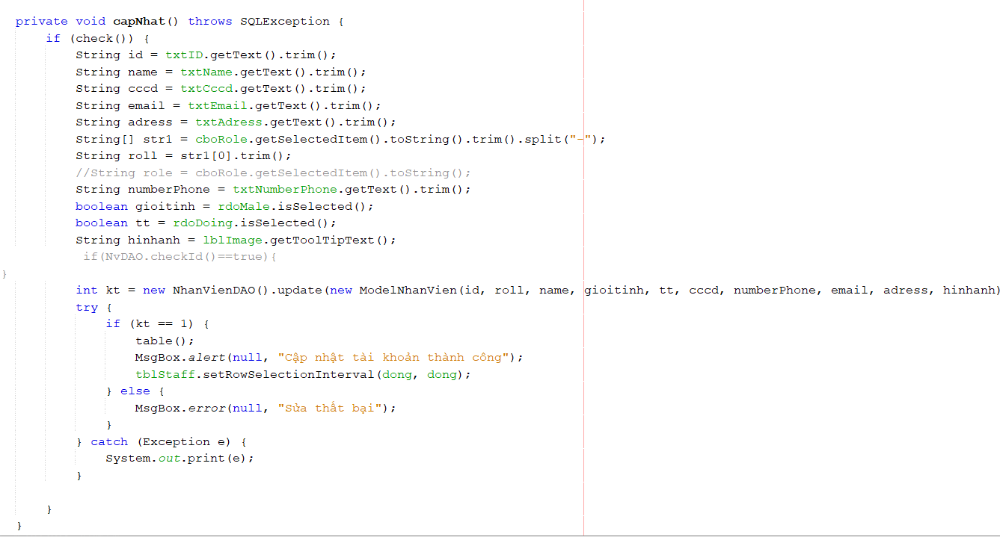 private void capNhat() throws SQLException {
    if (check()) {
        String id = txtID.getText().trim();
        String name = txtName.getText().trim();
        String cccd = txtCccd.getText().trim();
        String email = txtEmail.getText().trim();
        String adress = txtAdress.getText().trim();
        String[] str1 = cboRole.getSelectedItem().toString().trim().split("-");
        String roll = str1[0].trim();
        //String role = cboRole.getSelectedItem().toString();
        String numberPhone = txtNumberPhone.getText().trim();
        boolean gioitinh = rdoMale.isSelected();
        boolean tt = rdoDoing.isSelected();
        String hinhanh = lblImage.getToolTipText();
         if(NvDAO.checkId()==true){
}
        int kt = new NhanVienDAO().update(new ModelNhanVien(id, roll, name, gioitinh, tt, cccd, numberPhone, email, adress, hinhanh)
        try {
            if (kt == 1) {
                table();
                MsgBox.alert(null, "Cập nhật tài khoản thành công");
                tblStaff.setRowSelectionInterval(dong, dong);
            } else {
                MsgBox.error(null, "Sửa thất bại");
            }
        } catch (Exception e) {
            System.out.print(e);
        }
    }
}